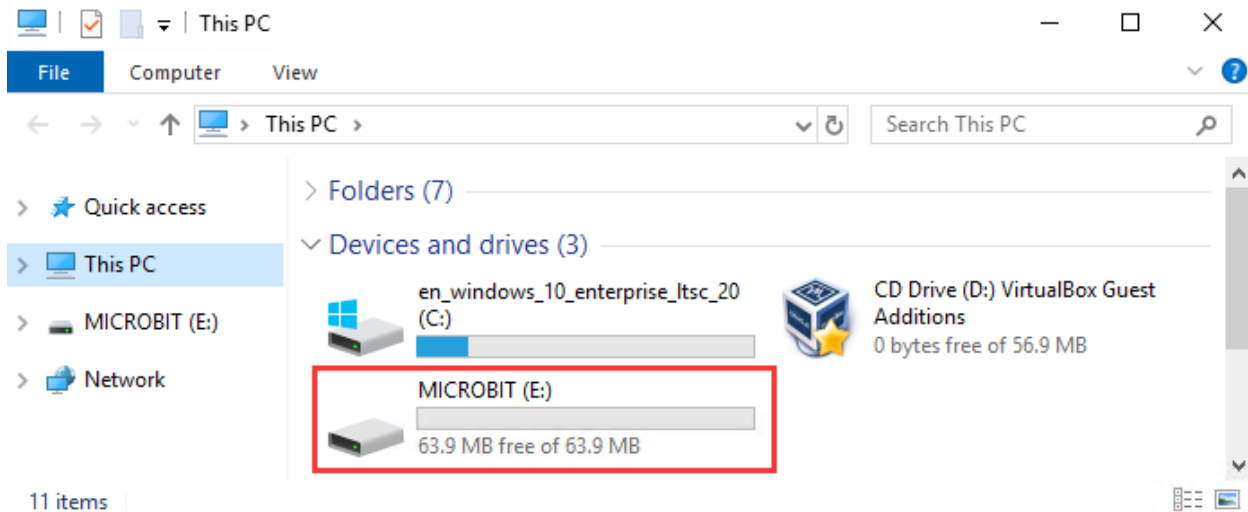 This PC
File Computer View
This PC
Search This PC
Folders (7)
Quick access
Devices and drives (3)
This PC
en_windows_10_enterprise_ltsc_20
(C:)
CD Drive (D:) VirtualBox Guest
Additions
0 bytes free of 56.9 MB
MICROBIT (E:)
Network
MICROBIT (E:)
63.9 MB free of 63.9 MB
11 items